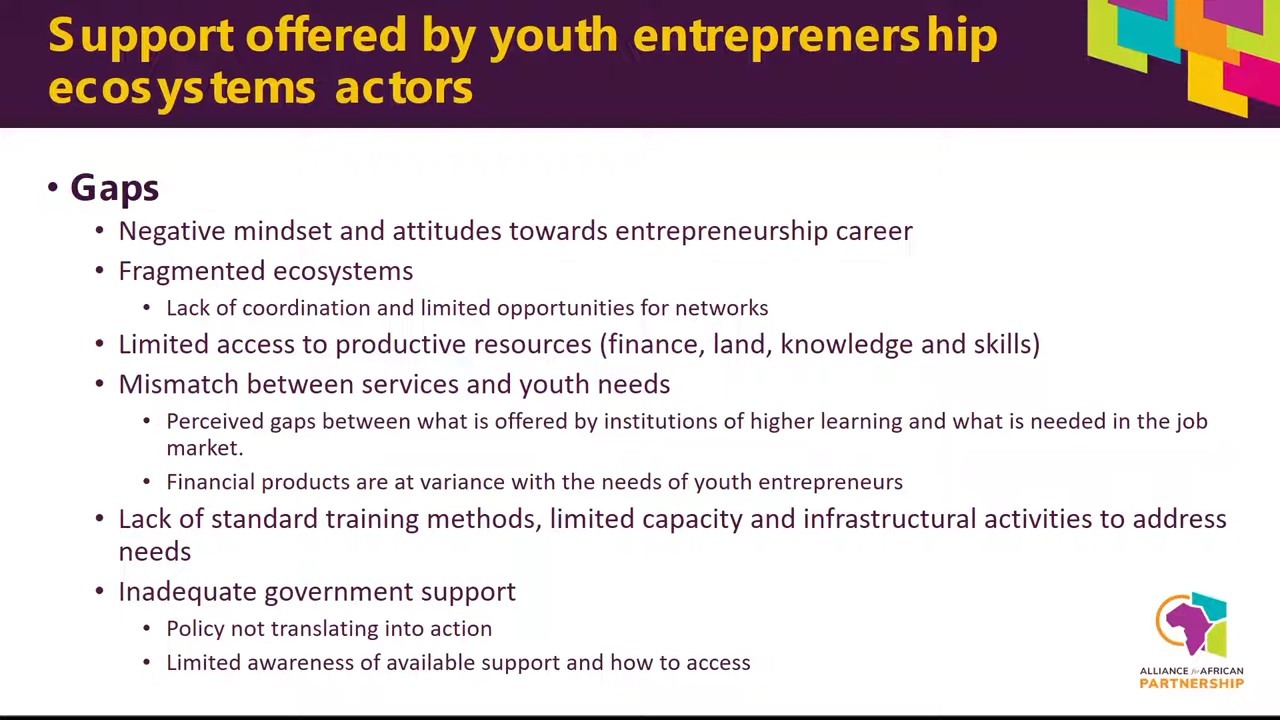 Support offered by youth entreprenership
ecosystems actors
• Gaps
• Negative mindset and attitudes towards entrepreneurship career
• Fragmented ecosystems
• Lack of coordination and limited opportunities for networks
• Limited access to productive resources (finance, land, knowledge and skills)
• Mismatch between services and youth needs
• Perceived gaps between what is offered by institutions of higher learning and what is needed in the job
market.
• Financial products are at variance with the needs of youth entrepreneurs
• Lack of standard training methods, limited capacity and infrastructural activities to address
needs
• Inadequate government support
• Policy not translating into action
• Limited awareness of available support and how to access
ALLIANCE for AFRICAN
PARTNERSHIP